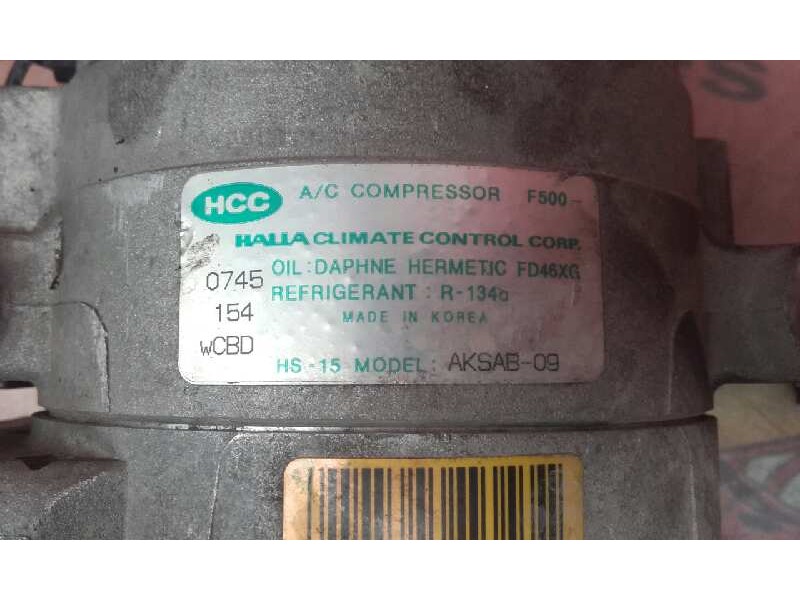 HCC A/C COMPRESSOR F500-
HALLA CLIMATE CONTROL CORP.
0745 OIL: DAPHNE HERMETIC FD46XG
REFRIGERANT : R-134a
154 MADE IN KOREA
wCBD HS-15 MODEL: AKSAB-09